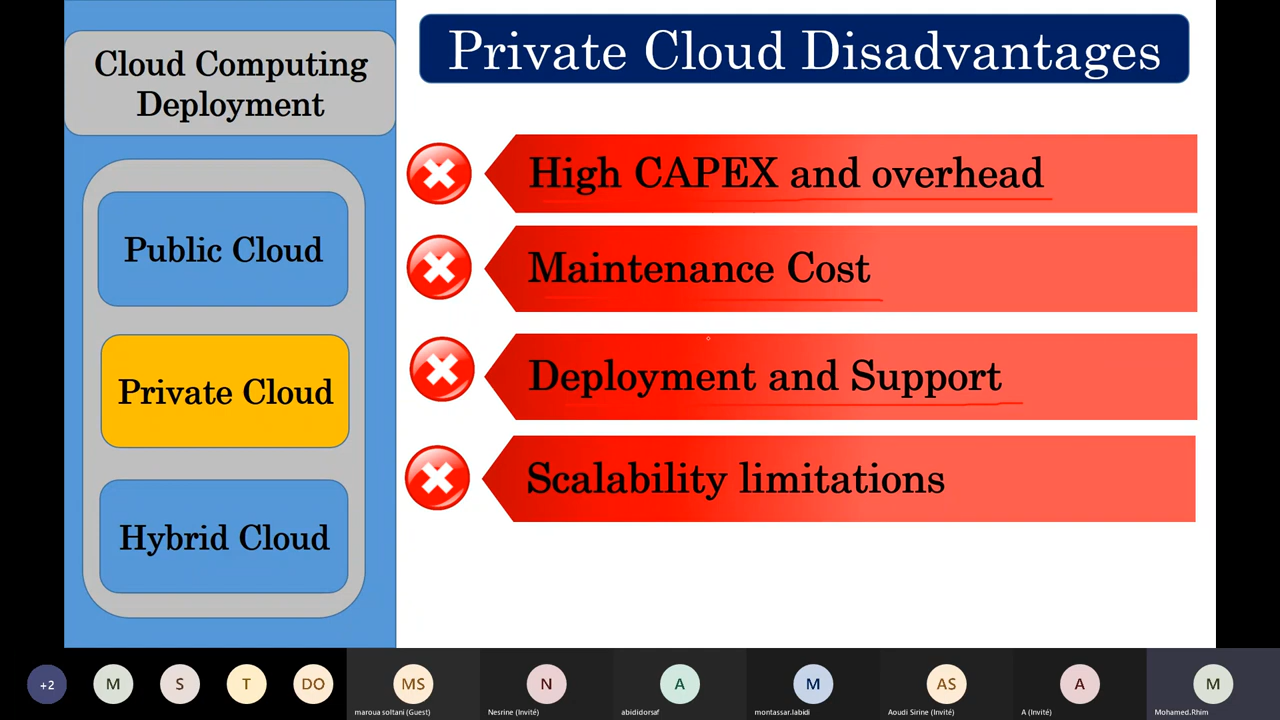 Cloud Computing
Deployment
Public Cloud
Private Cloud
Hybrid Cloud
Private Cloud Disadvantages
High CAPEX and overhead
Maintenance Cost
Deployment and Support
Scalability limitations
+2
M
S
T
DO
MS
maroua soltani (Guest)
N
Nesrine (Invité)
A
abididorsaf
M
montassar.labidi
AS
Aoudi Sirine (Invité)
A
A (Invité)
M
Mohamed.Rhim